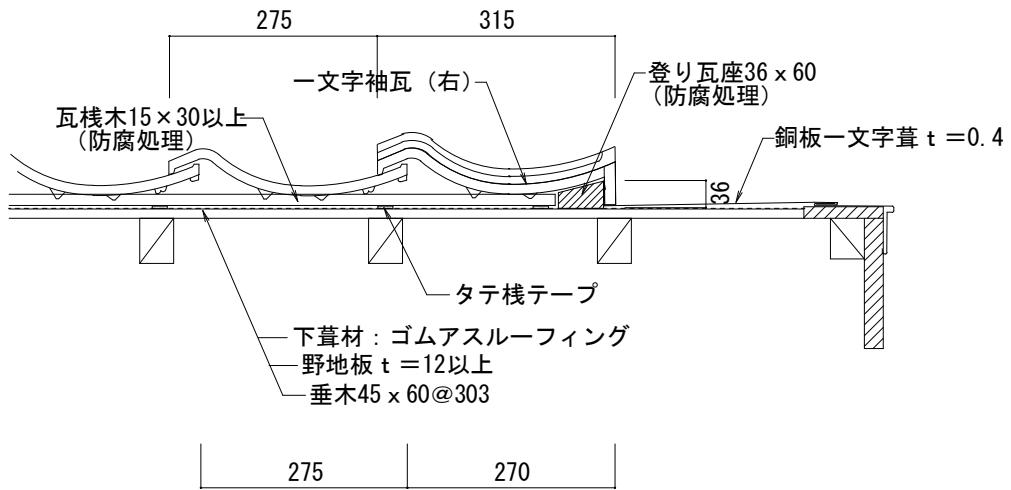 275
315
一文字袖瓦（右）
登り瓦座36ｘ60
（防腐処理）
瓦桟木15×30以上
（防腐処理）
銅板一文字葺ｔ＝0.4
36
タテ桟テープ
下葺材：ゴムアスルーフィング
野地板ｔ＝12以上
垂木45ｘ60＠303
275
270